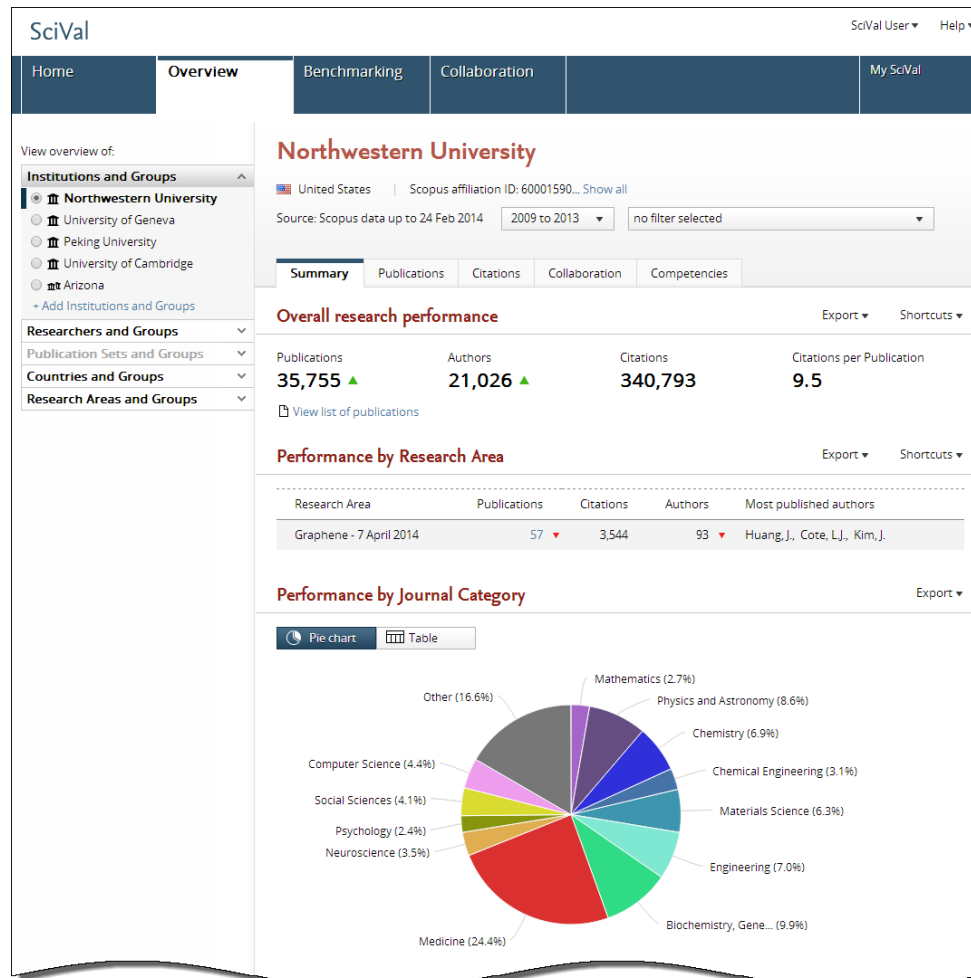 SciVal
SciVal User ▾ Help ▾
Home Overview Benchmarking Collaboration My SciVal
View overview of:
Institutions and Groups
Northwestern University
University of Geneva
Peking University
University of Cambridge
Arizona
+ Add Institutions and Groups
Researchers and Groups
Publication Sets and Groups
Countries and Groups
Research Areas and Groups
Northwestern University
United States | Scopus affiliation ID: 60001590... Show all
Source: Scopus data up to 24 Feb 2014 2009 to 2013 ▾ no filter selected ▾
Summary Publications Citations Collaboration Competencies
Overall research performance Export ▾ Shortcuts ▾
Publications Authors Citations Citations per Publication
35,755 ▲ 21,026 ▲ 340,793 9.5
View list of publications
Performance by Research Area Export ▾ Shortcuts ▾
Research Area Publications Citations Authors Most published authors
Graphene - 7 April 2014 57 ▼ 3,544 93 ▼ Huang, J., Cote, L.J., Kim, J.
Performance by Journal Category Export ▾
Pie chart Table
Mathematics (2.7%)
Other (16.6%)
Physics and Astronomy (8.6%)
Chemistry (6.9%)
Computer Science (4.4%)
Chemical Engineering (3.1%)
Social Sciences (4.1%)
Materials Science (6.3%)
Psychology (2.4%)
Neuroscience (3.5%)
Engineering (7.0%)
Biochemistry, Gene... (9.9%)
Medicine (24.4%)